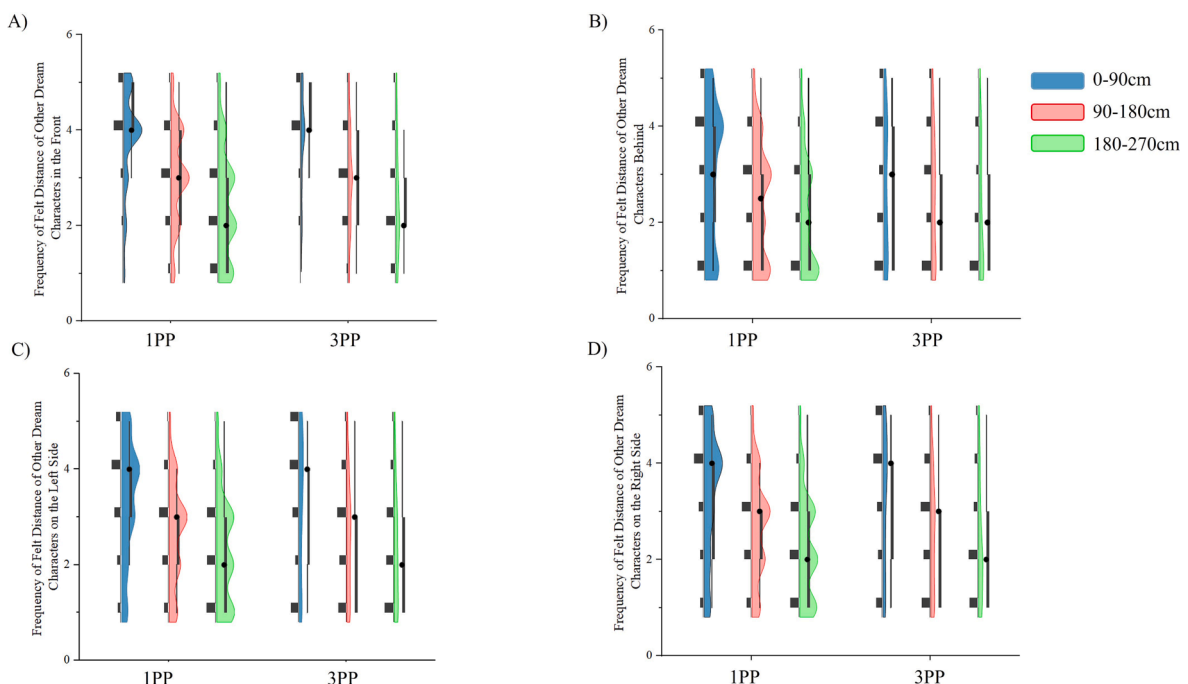 A)
Frequency of Felt Distance of Other Dream
Characters in the Front
6
4
2
0
1PP
3PP
B)
Frequency of Felt Distance of Other Dream
Characters Behind
6
4
2
0
1PP
3PP
0-90cm
90-180cm
180-270cm
C)
Frequency of Felt Distance of Other Dream
Characters on the Left Side
6
4
2
0
1PP
3PP
D)
Frequency of Felt Distance of Other Dream
Characters on the Right Side
6
4
2
0
1PP
3PP